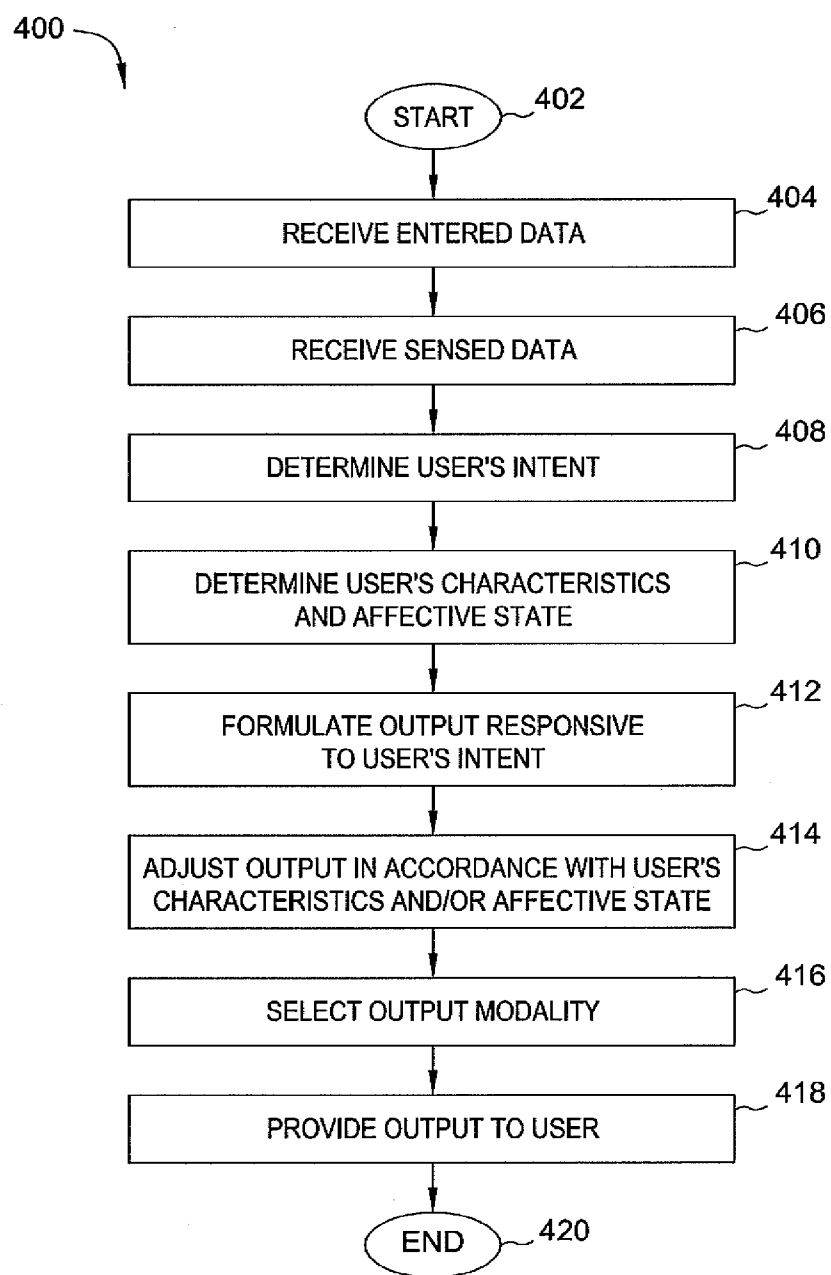 400
START
402
404
RECEIVE ENTERED DATA
406
RECEIVE SENSED DATA
408
DETERMINE USER'S INTENT
410
DETERMINE USER'S CHARACTERISTICS
AND AFFECTIVE STATE
412
FORMULATE OUTPUT RESPONSIVE
TO USER'S INTENT
414
ADJUST OUTPUT IN ACCORDANCE WITH USER'S
CHARACTERISTICS AND/OR AFFECTIVE STATE
416
SELECT OUTPUT MODALITY
418
PROVIDE OUTPUT TO USER
END
420